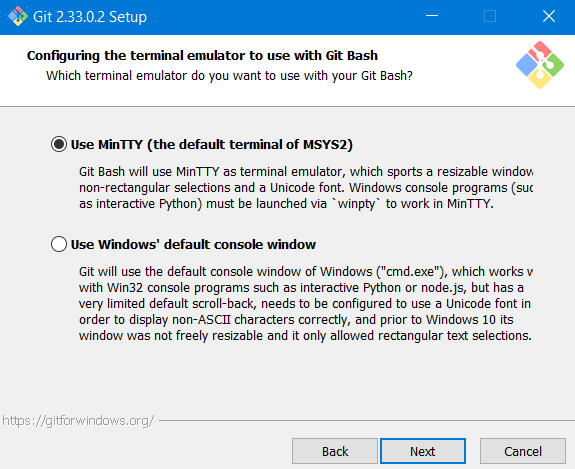 Git 2.33.0.2 Setup
Configuring the terminal emulator to use with Git Bash
Which terminal emulator do you want to use with your Git Bash?
Use MinTTY (the default terminal of MSYS2)
Git Bash will use MinTTY as terminal emulator, which sports a resizable window
non-rectangular selections and a Unicode font. Windows console programs (suc
as interactive Python) must be launched via `winpty` to work in MinTTY.
Use Windows' default console window
Git will use the default console window of Windows ("cmd.exe"), which works w
with Win32 console programs such as interactive Python or node.js, but has a
very limited default scroll-back, needs to be configured to use a Unicode font in
order to display non-ASCII characters correctly, and prior to Windows 10 its
window was not freely resizable and it only allowed rectangular text selections.
https://gitforwindows.org/
Back
Next
Cancel